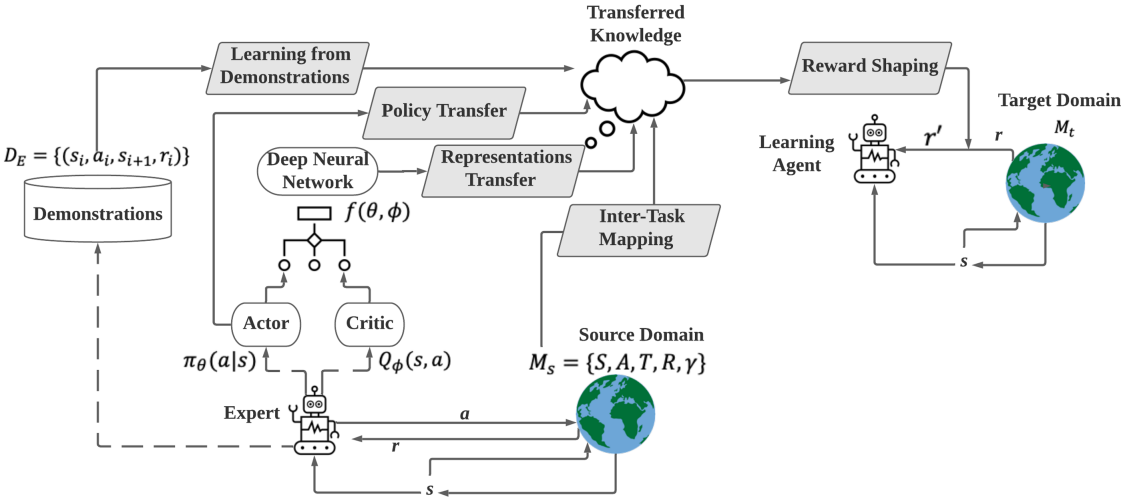 Transferred
Knowledge
Learning from
Demonstrations
Reward Shaping
Policy Transfer
Target Domain
M_t
r
r′
Learning
Agent
D_E = {(s_i, a_i, s_{i+1}, r_i)}
Deep Neural
Network
Representations
Transfer
Demonstrations
f(θ, ϕ)
Inter-Task
Mapping
s
Actor
Critic
Source Domain
π_θ(a|s)
Q_ϕ(s, a)
M_s = {S, A, T, R, γ}
Expert
a
r
s